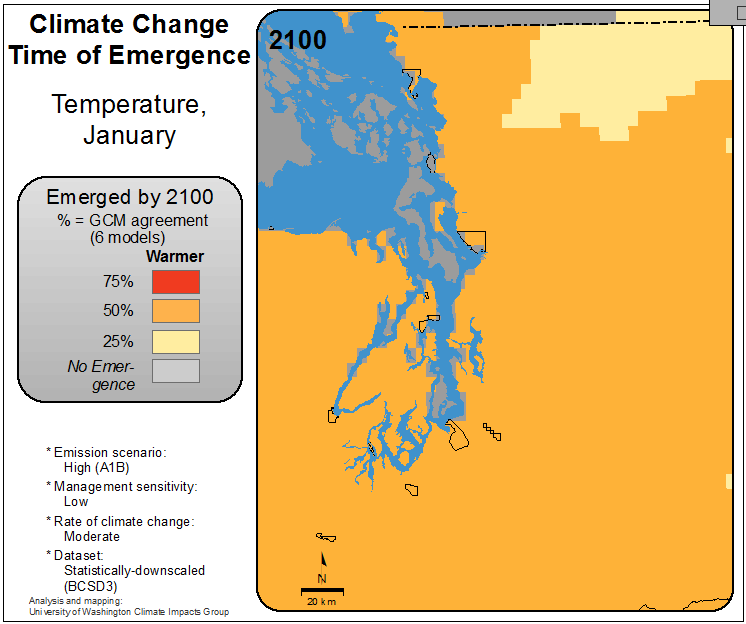 Climate Change
Time of Emergence
Temperature,
January
Emerged by 2100
% = GCM agreement
(6 models)
Warmer
75%
50%
25%
No Emer-
gence
* Emission scenario:
High (A1B)
* Management sensitivity:
Low
* Rate of climate change:
Moderate
* Dataset:
Statistically-downscaled
(BCSD3)
Analysis and mapping:
University of Washington Climate Impacts Group
2100
N
20 km